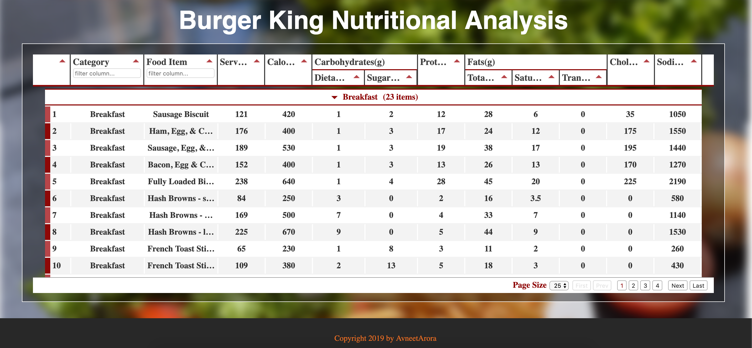 Burger King Nutritional Analysis
Category Food Item Serv... Calo... Carbohydrates(g) Prot... Fats(g) Chol... Sodi...
filter column... filter column... Dieta... Sugar... Tota... Satu... Tran...
Breakfast (23 items)
1 Breakfast Sausage Biscuit 121 420 1 2 12 28 6 0 35 1050
2 Breakfast Ham, Egg, & C... 176 400 1 3 17 24 12 0 175 1550
3 Breakfast Sausage, Egg, &... 189 530 1 3 19 38 17 0 195 1440
4 Breakfast Bacon, Egg & C... 152 400 1 3 13 26 13 0 170 1270
5 Breakfast Fully Loaded Bi... 238 640 1 4 28 45 20 0 225 2190
6 Breakfast Hash Browns - s... 84 250 3 0 2 16 3.5 0 0 580
7 Breakfast Hash Browns - ... 169 500 7 0 4 33 7 0 0 1140
8 Breakfast Hash Browns - l... 225 670 9 0 5 44 9 0 0 1530
9 Breakfast French Toast Sti... 65 230 1 8 3 11 2 0 0 260
10 Breakfast French Toast Sti... 109 380 2 13 5 18 3 0 0 430
Page Size 25 First Prev 1 2 3 4 Next Last
Copyright 2019 by AvneetArora